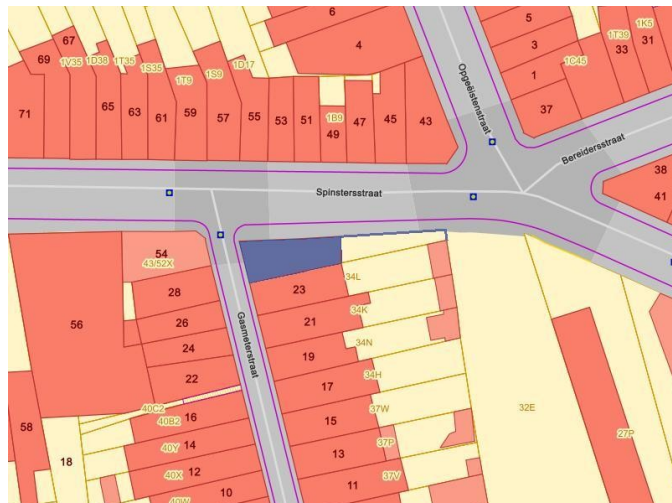 6
5
1K5
67
1T39
31
4
3
33
1D38
1T35
69
1V35
1S35
1D17
1C45
1T9
1S9
1
65
63
61
59
57
55
53
51
1B9
49
47
45
43
37
71
Opgeëistenstraat
Bereidersstraat
38
41
Spinstersstraat
54
43/52X
28
23
34L
56
26
21
34K
24
19
34N
22
17
34H
Gasmeterstraat
40C2
16
37W
32E
40B2
15
58
14
37P
27P
18
40Y
13
12
40X
11
37V
10
40W